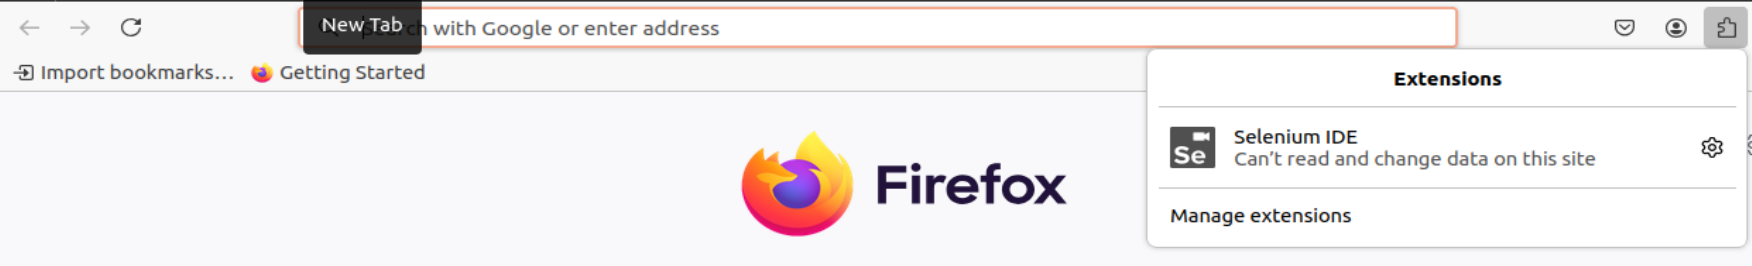 New Tab
Search with Google or enter address
Import bookmarks...
Getting Started
Extensions
Se
Selenium IDE
Can't read and change data on this site
Manage extensions
Firefox